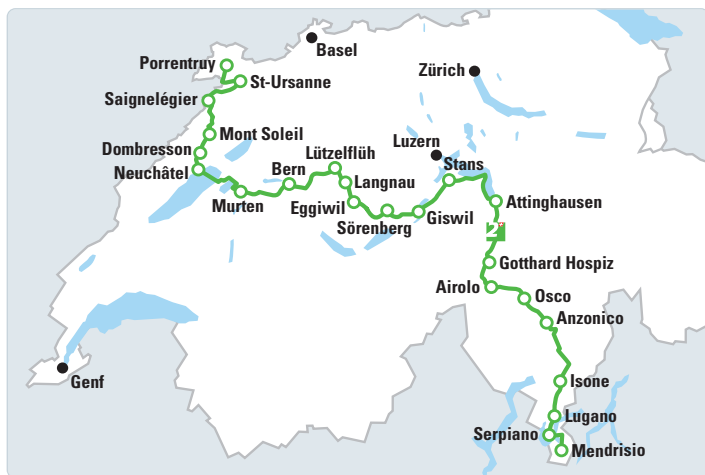 Basel
Porrentruy
St-Ursanne
Zürich
Saignelégier
Mont Soleil
Luzern
Dombresson
Lützelflüh
Stans
Neuchâtel
Bern
Langnau
Murten
Eggiwil
Attinghausen
Sörenberg
Giswil
2
Gotthard Hospiz
Airolo
Osco
Anzonico
Genf
Isone
Lugano
Serpiano
Mendrisio